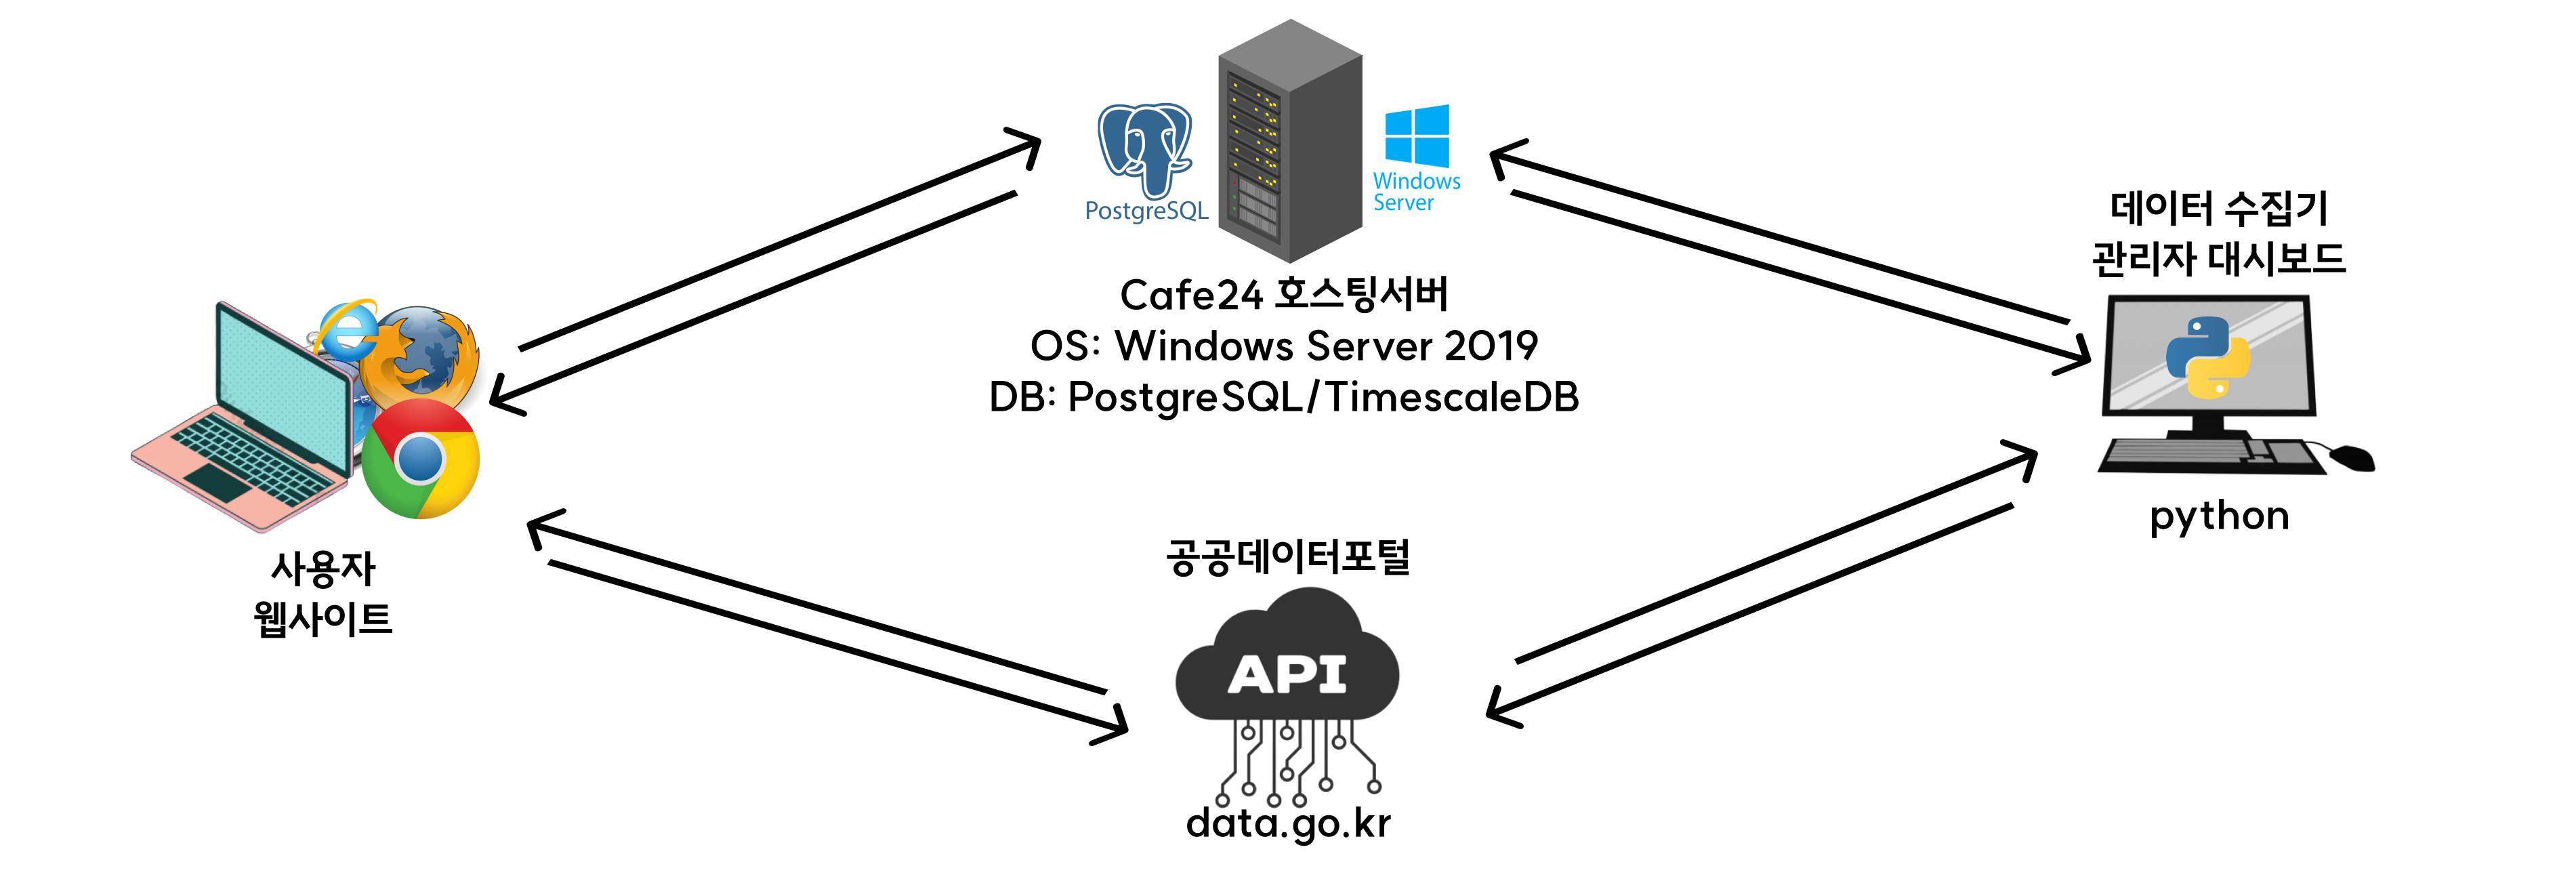 PostgreSQL
Windows
Server
Cafe24 호스팅서버
OS: Windows Server 2019
DB: PostgreSQL/TimescaleDB
데이터 수집기
관리자 대시보드
python
사용자
웹사이트
공공데이터포털
API
data.go.kr